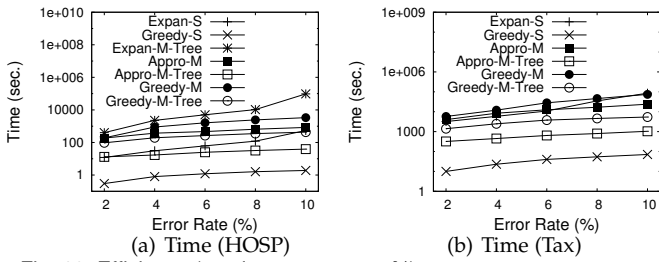 1e+010
1e+008
1e+006
10000
100
1
Time (sec.)
Expan-S
Greedy-S
Expan-M-Tree
Appro-M
Appro-M-Tree
Greedy-M
Greedy-M-Tree
2 4 6 8 10
Error Rate (%)
(a) Time (HOSP)
1e+009
1e+006
1000
1
Time (sec.)
Expan-S
Greedy-S
Appro-M
Appro-M-Tree
Greedy-M
Greedy-M-Tree
2 4 6 8 10
Error Rate (%)
(b) Time (Tax)